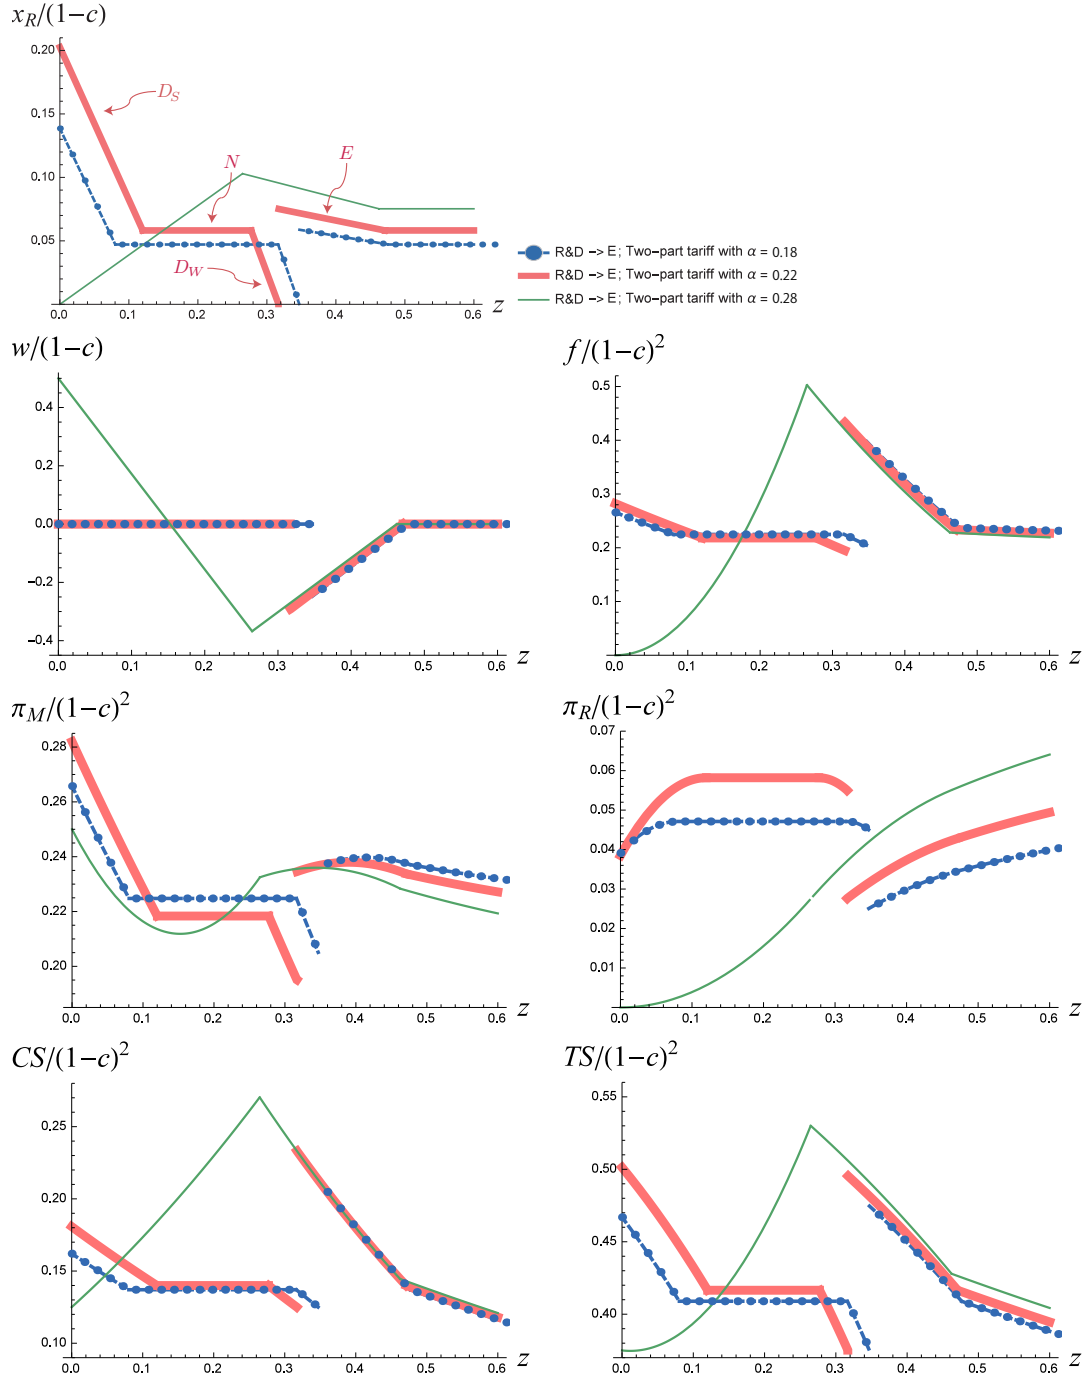 x_R/(1−c)
0.20
0.15
0.10
0.05
D_S
N
E
D_W
0.0 0.1 0.2 0.3 0.4 0.5 0.6 z
R&D −> E; Two−part tariff with α = 0.18
R&D −> E; Two−part tariff with α = 0.22
R&D −> E; Two−part tariff with α = 0.28
w/(1−c)
0.4
0.2
0.0
−0.2
−0.4
0.0 0.1 0.2 0.3 0.4 0.5 0.6 z
f/(1−c)²
0.5
0.4
0.3
0.2
0.1
0.0
0.0 0.1 0.2 0.3 0.4 0.5 0.6 z
π_M/(1−c)²
0.28
0.26
0.24
0.22
0.20
0.0 0.1 0.2 0.3 0.4 0.5 0.6 z
π_R/(1−c)²
0.07
0.06
0.05
0.04
0.03
0.02
0.01
0.00
0.0 0.1 0.2 0.3 0.4 0.5 0.6 z
CS/(1−c)²
0.25
0.20
0.15
0.10
0.0 0.1 0.2 0.3 0.4 0.5 0.6 z
TS/(1−c)²
0.55
0.50
0.45
0.40
0.0 0.1 0.2 0.3 0.4 0.5 0.6 z